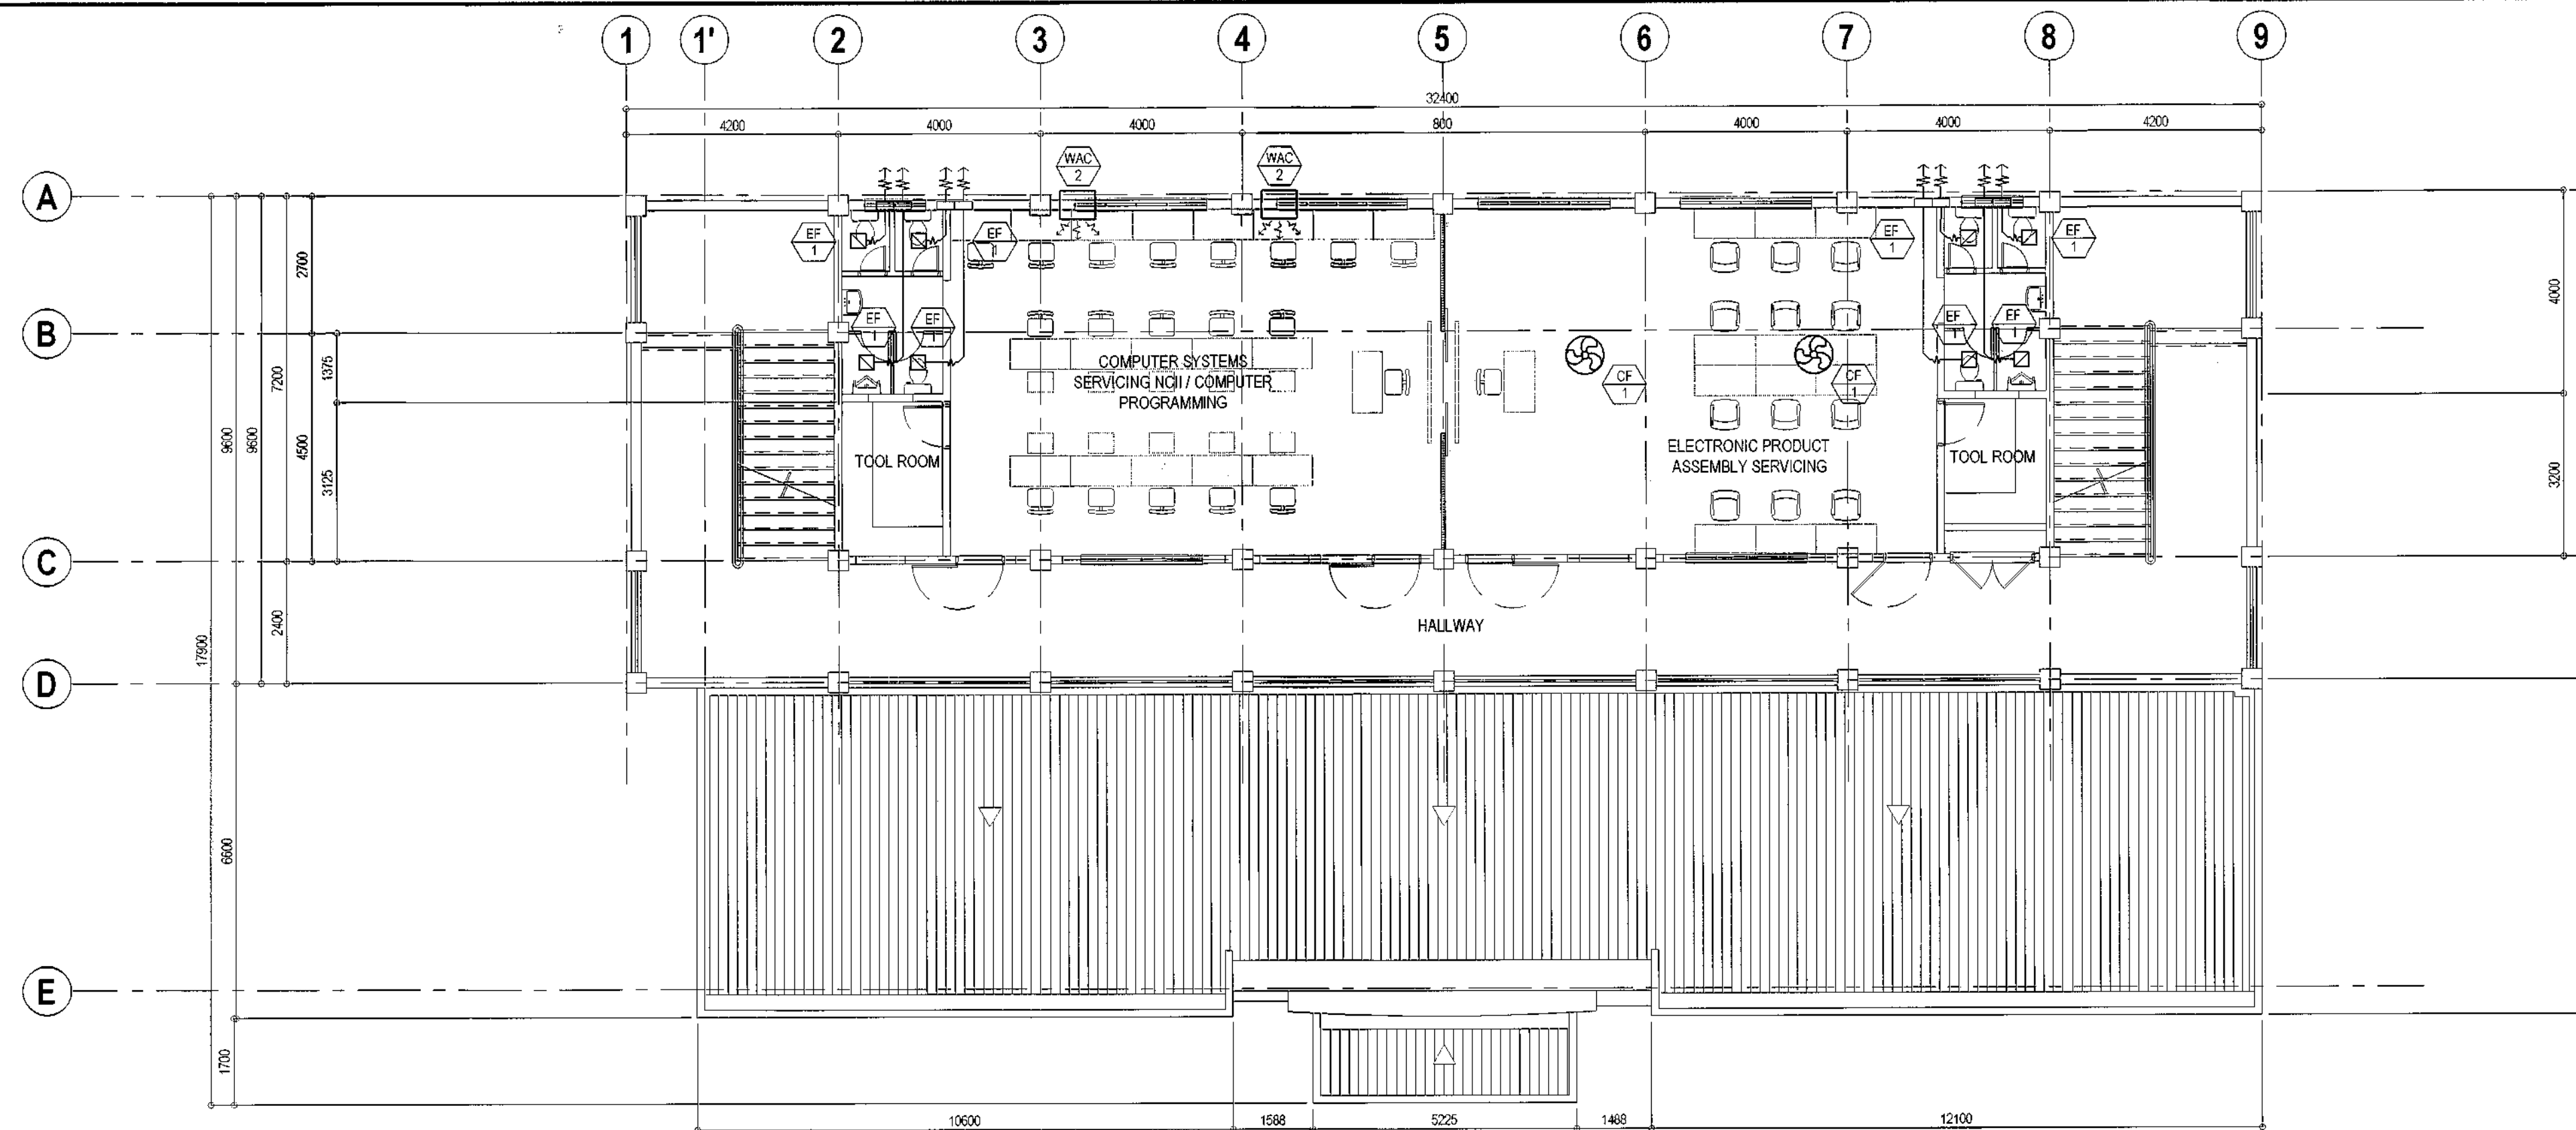 1 1' 2 3 4 5 6 7 8 9
32400
4200 4000 4000 800 4000 4000 4200
WAC
2
WAC
2
A
EF
1
EF
1
EF
1
EF
1
2700
4000
B
EF
1
EF
1
EF
1
EF
1
1375
7200
9600
9600
4500
3125
COMPUTER SYSTEMS
SERVICING NCII / COMPUTER
PROGRAMMING
CF
1
CF
1
TOOL ROOM
ELECTRONIC PRODUCT
ASSEMBLY SERVICING
TOOL ROOM
3200
C
2400
17900
HALLWAY
D
6600
E
1700
10600 1588 5225 1488 12100